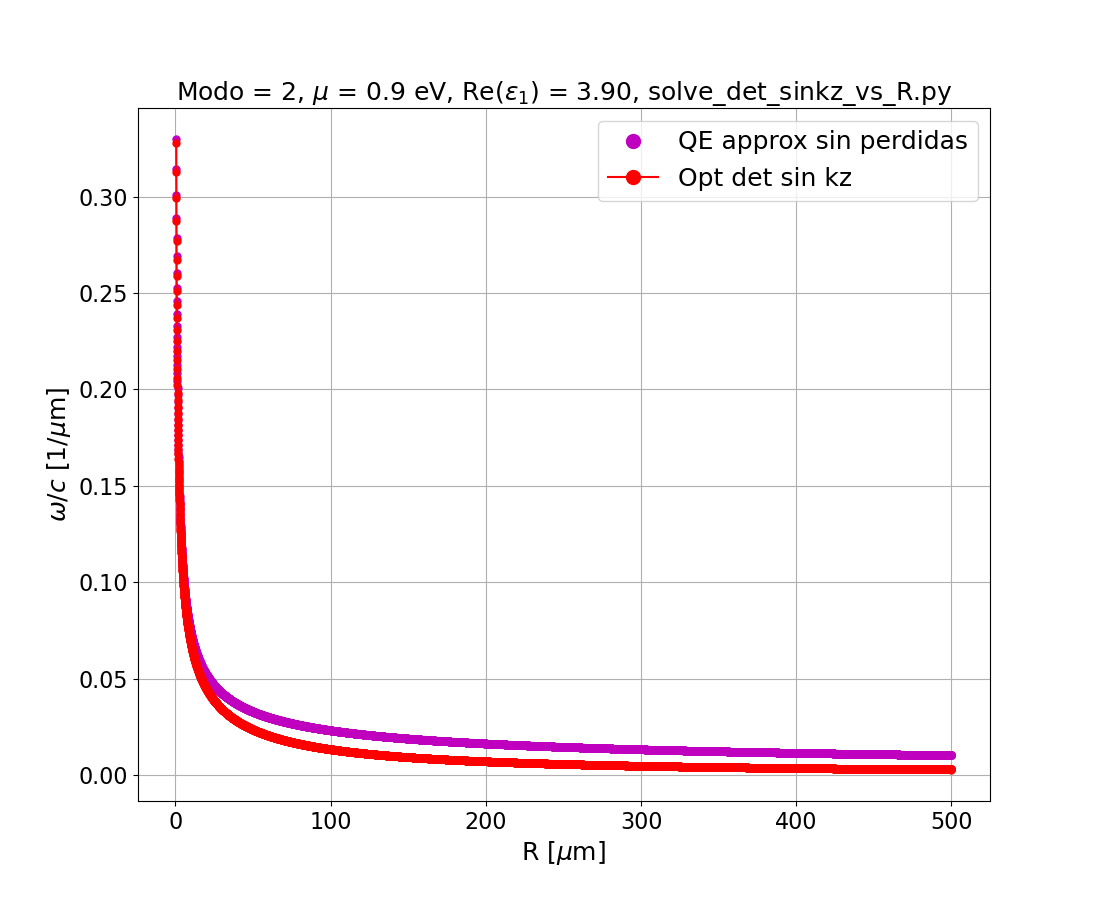 Modo = 2, μ = 0.9 eV, Re(ε₁) = 3.90, solve_det_sinkz_vs_R.py
QE approx sin perdidas
Opt det sin kz
ω/c [1/μm]
0.30
0.25
0.20
0.15
0.10
0.05
0.00
0 100 200 300 400 500
R [μm]